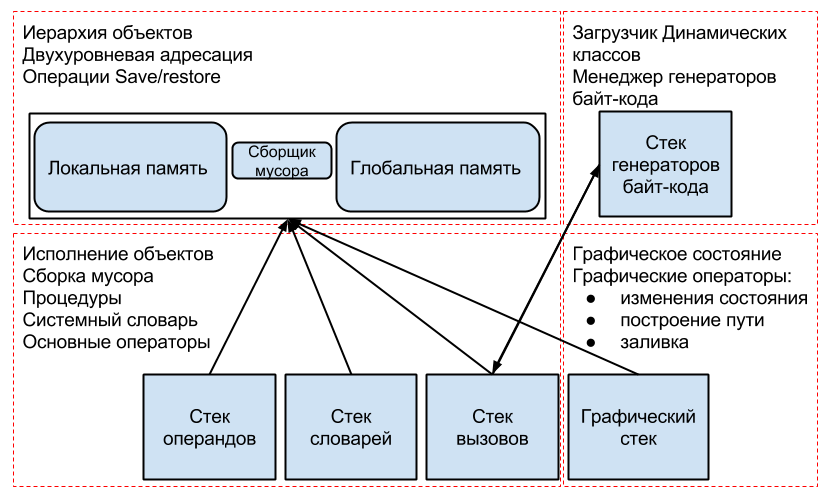 Иерархия объектов
Двухуровневая адресация
Операции Save/restore
Локальная память
Сборщик
мусора
Глобальная память
Загрузчик Динамических
классов
Менеджер генераторов
байт-кода
Стек
генераторов
байт-кода
Исполнение объектов
Сборка мусора
Процедуры
Системный словарь
Основные операторы
Стек
операндов
Стек
словарей
Стек
вызовов
Графическое состояние
Графические операторы:
● изменения состояния
● построение пути
● заливка
Графический
стек